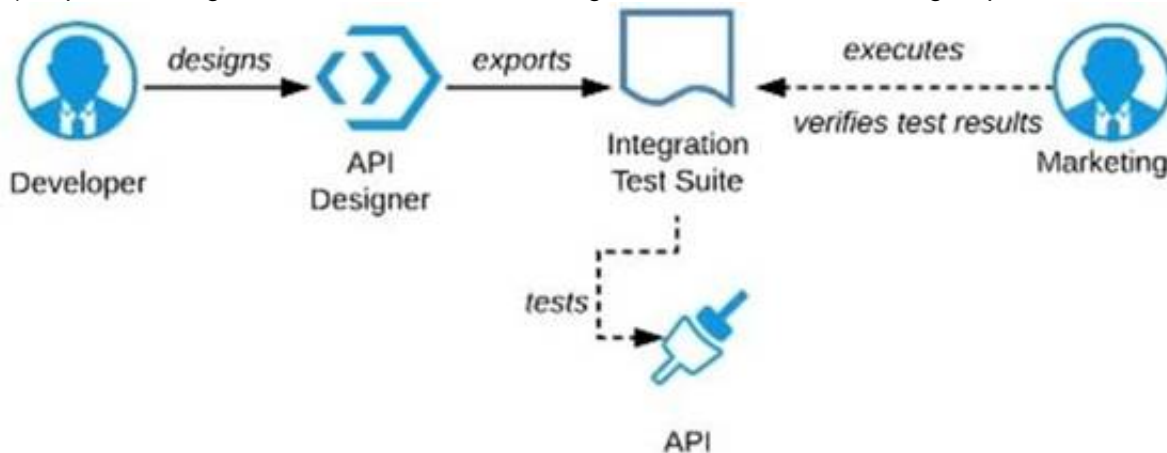 designs
exports
executes
verifies test results
Developer
API
Designer
Integration
Test Suite
Marketing
tests
API